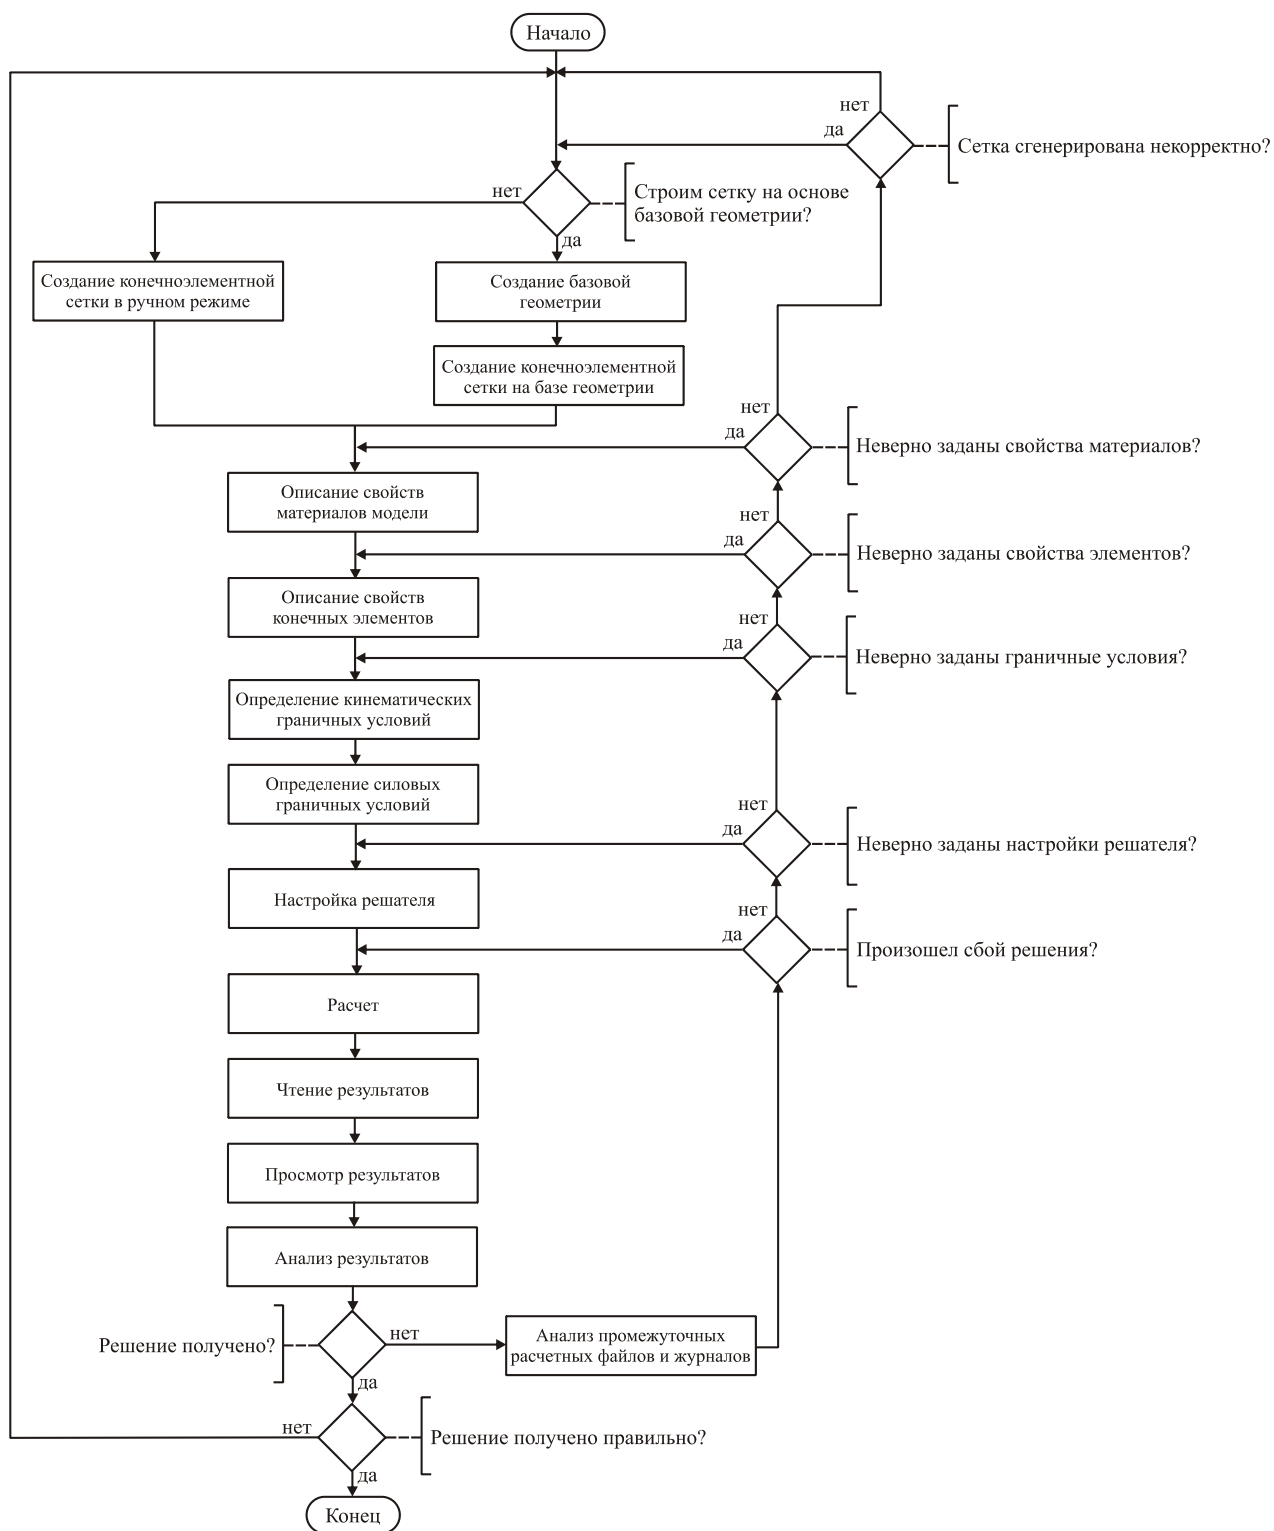 Начало
нет
да
Сетка сгенерирована некорректно?
нет
Строим сетку на основе
базовой геометрии?
да
Создание конечноэлементной
сетки в ручном режиме
Создание базовой
геометрии
Создание конечноэлементной
сетки на базе геометрии
нет
да
Неверно заданы свойства материалов?
Описание свойств
материалов модели
нет
да
Неверно заданы свойства элементов?
Описание свойств
конечных элементов
нет
да
Неверно заданы граничные условия?
Определение кинематических
граничных условий
Определение силовых
граничных условий
нет
да
Неверно заданы настройки решателя?
Настройка решателя
нет
да
Произошел сбой решения?
Расчет
Чтение результатов
Просмотр результатов
Анализ результатов
Решение получено?
нет
Анализ промежуточных
расчетных файлов и журналов
да
нет
Решение получено правильно?
да
Конец